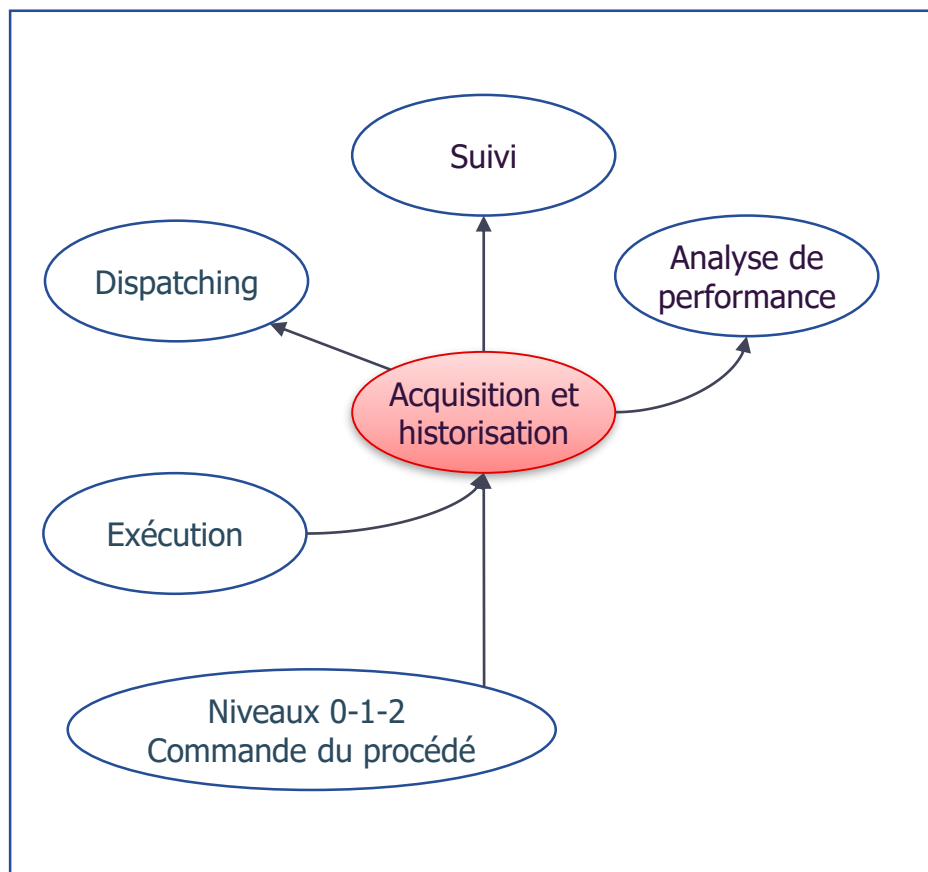 Suivi
Dispatching
Analyse de
performance
Acquisition et
historisation
Exécution
Niveaux 0-1-2
Commande du procédé